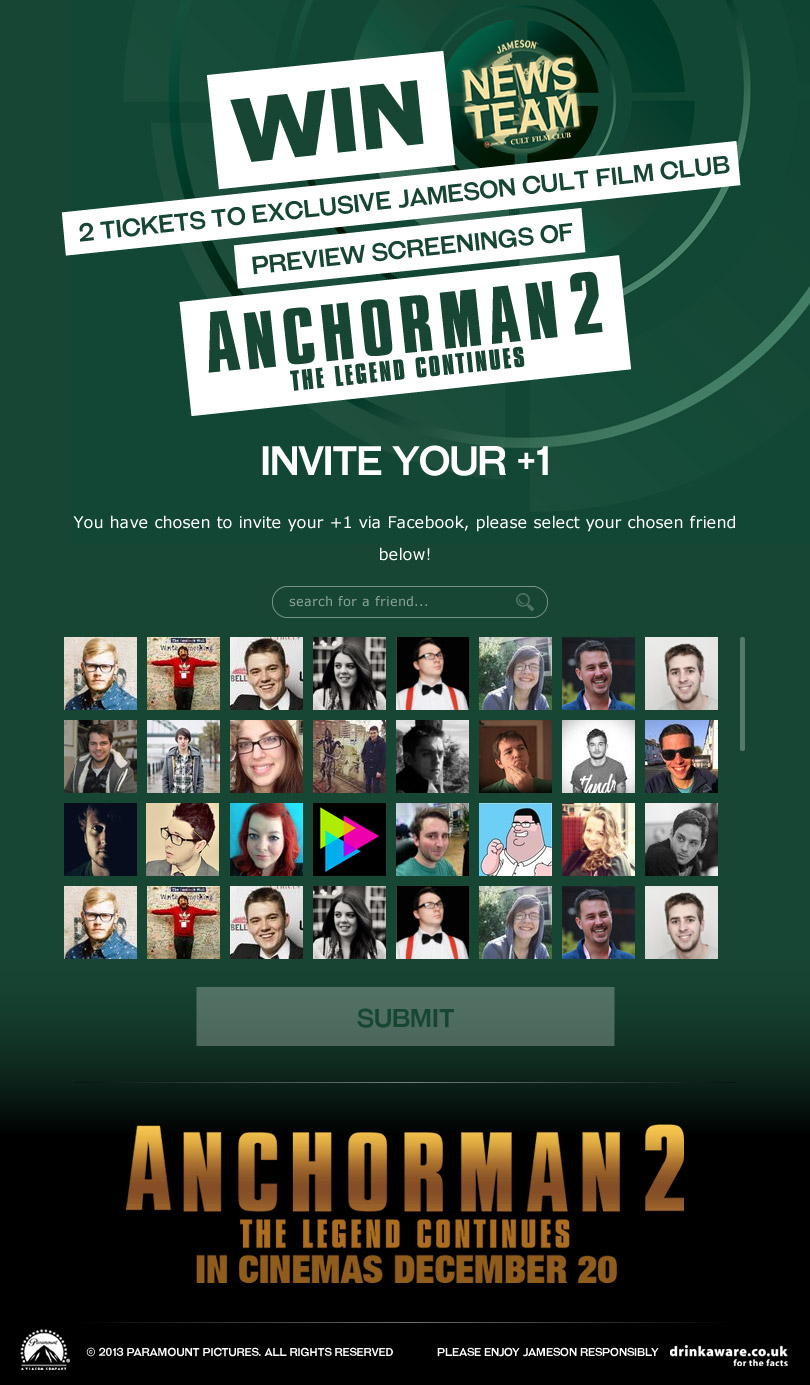 JAMESON
NEWS
TEAM
CULT FILM CLUB
WIN
2 TICKETS TO EXCLUSIVE JAMESON CULT FILM CLUB
PREVIEW SCREENINGS OF
ANCHORMAN 2
THE LEGEND CONTINUES
INVITE YOUR +1
You have chosen to invite your +1 via Facebook, please select your chosen friend
below!
search for a friend...
SUBMIT
ANCHORMAN 2
THE LEGEND CONTINUES
IN CINEMAS DECEMBER 20
Paramount
A VIACOM COMPANY
© 2013 PARAMOUNT PICTURES. ALL RIGHTS RESERVED
PLEASE ENJOY JAMESON RESPONSIBLY
drinkaware.co.uk
for the facts